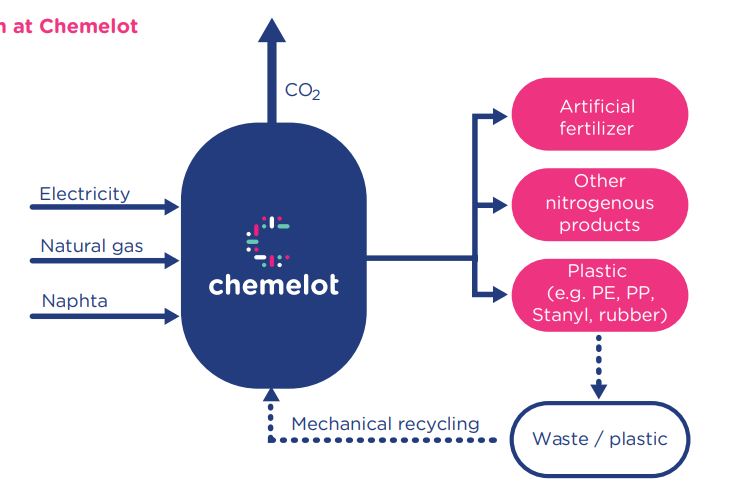 at Chemelot
CO2
Electricity
Natural gas
Naphta
chemelot
Artificial
fertilizer
Other
nitrogenous
products
Plastic
(e.g. PE, PP,
Stanyl, rubber)
Mechanical recycling
Waste / plastic